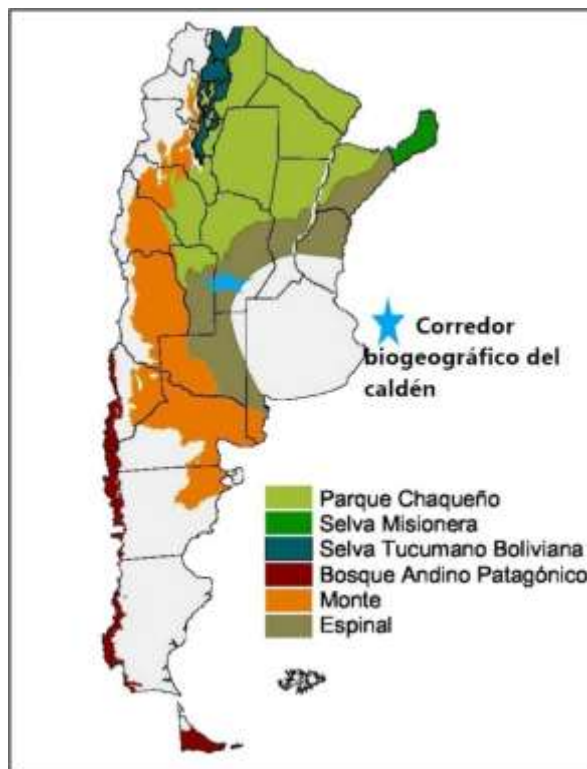 Corredor
biogeográfico del
caldén
Parque Chaqueño
Selva Misionera
Selva Tucumano Boliviana
Bosque Andino Patagónico
Monte
Espinal